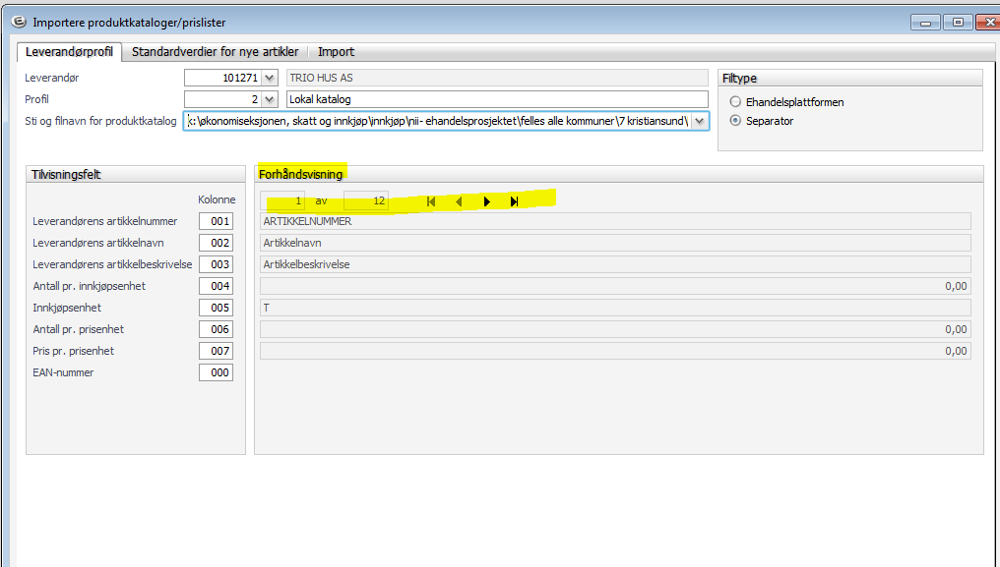 Importere produktkataloger/prislister
Leverandørprofil Standardverdier for nye artikler Import
Leverandør 101271 TRIO HUS AS
Profil 2 Lokal katalog
Sti og filnavn for produktkatalog k:\økonomiseksjonen, skatt og innkjøp\innkjøp\nii- ehandelsprosjektet\felles alle kommuner\7 kristiansund\
Filtype
Ehandelsplattformen
Separator
Tilvisningsfelt
Kolonne
Leverandørens artikkelnummer 001
Leverandørens artikkelnavn 002
Leverandørens artikkelbeskrivelse 003
Antall pr. innkjøpsenhet 004
Innkjøpsenhet 005
Antall pr. prisenhet 006
Pris pr. prisenhet 007
EAN-nummer 000
Forhåndsvisning
1 av 12
ARTIKKELNUMMER
Artikkelnavn
Artikkelbeskrivelse
0,00
T
0,00
0,00